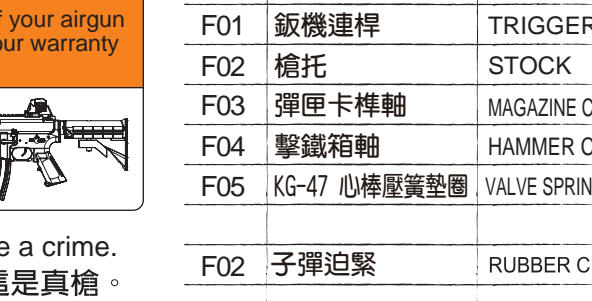 f your airgun
our warranty
e a crime.
這是真槍。
F01 鈑機連桿 TRIGGER
F02 槍托 STOCK
F03 彈匣卡榫軸 MAGAZINE C
F04 擊鐵箱軸 HAMMER C
F05 KG-47 心棒壓簧墊圈 VALVE SPRIN
F02 子彈迫緊 RUBBER C